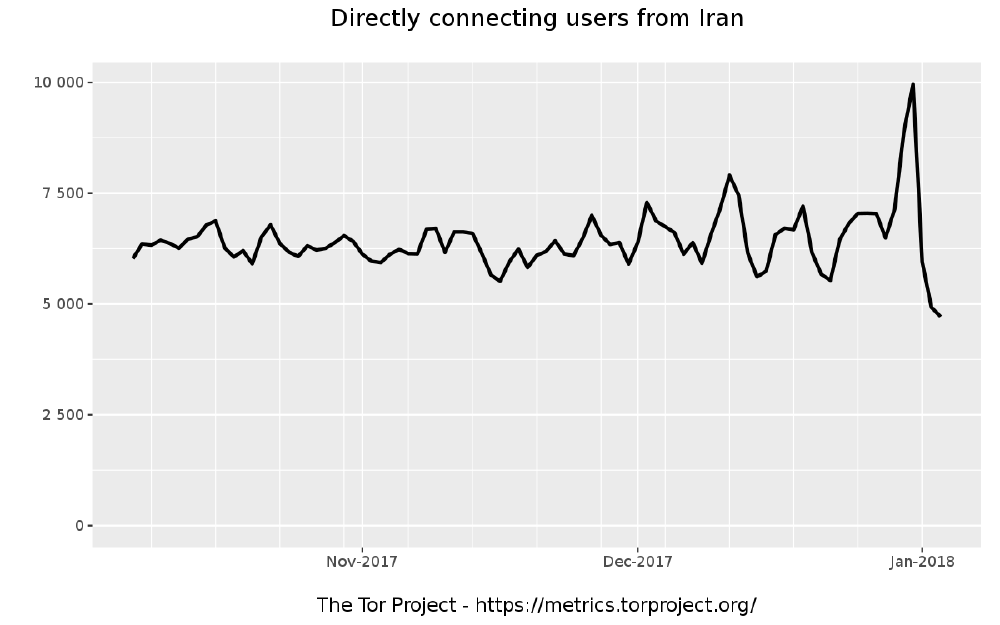 Directly connecting users from Iran
10 000
7 500
5 000
2 500
0
Nov-2017
Dec-2017
Jan-2018
The Tor Project - https://metrics.torproject.org/